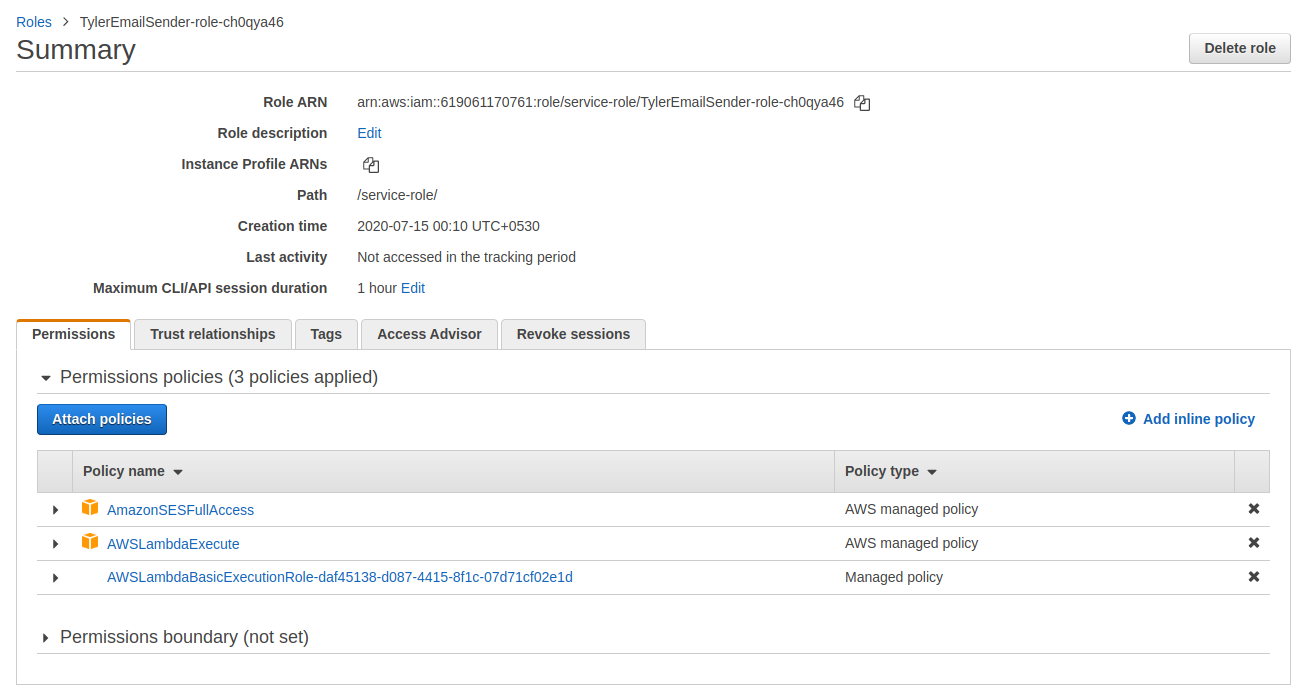 Roles > TylerEmailSender-role-ch0qya46
Summary
Delete role
Role ARN arn:aws:iam::619061170761:role/service-role/TylerEmailSender-role-ch0qya46
Role description Edit
Instance Profile ARNs
Path /service-role/
Creation time 2020-07-15 00:10 UTC+0530
Last activity Not accessed in the tracking period
Maximum CLI/API session duration 1 hour Edit
Permissions Trust relationships Tags Access Advisor Revoke sessions
Permissions policies (3 policies applied)
Attach policies Add inline policy
Policy name Policy type
AmazonSESFullAccess AWS managed policy
AWSLambdaExecute AWS managed policy
AWSLambdaBasicExecutionRole-daf45138-d087-4415-8f1c-07d71cf02e1d Managed policy
Permissions boundary (not set)